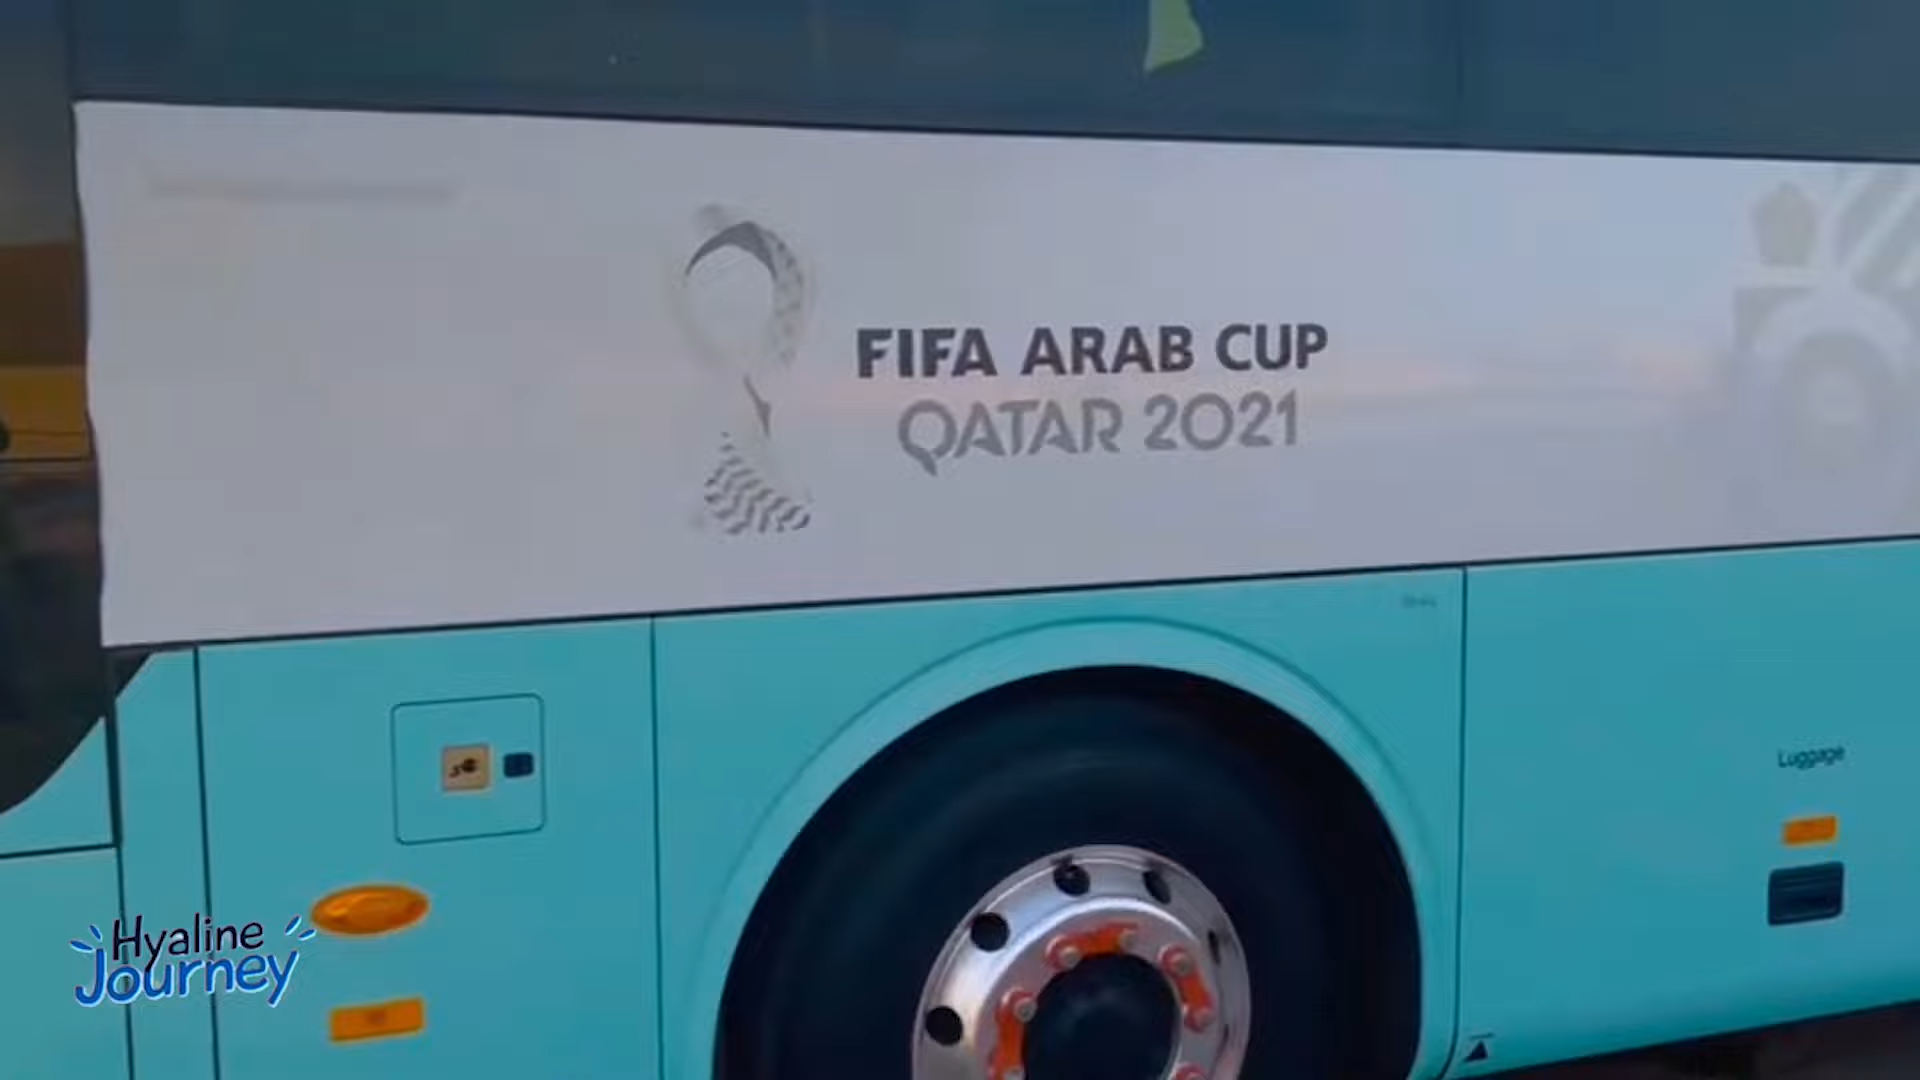 FIFA ARAB CUP
QATAR 2021
Luggage
Hyaline
Journey